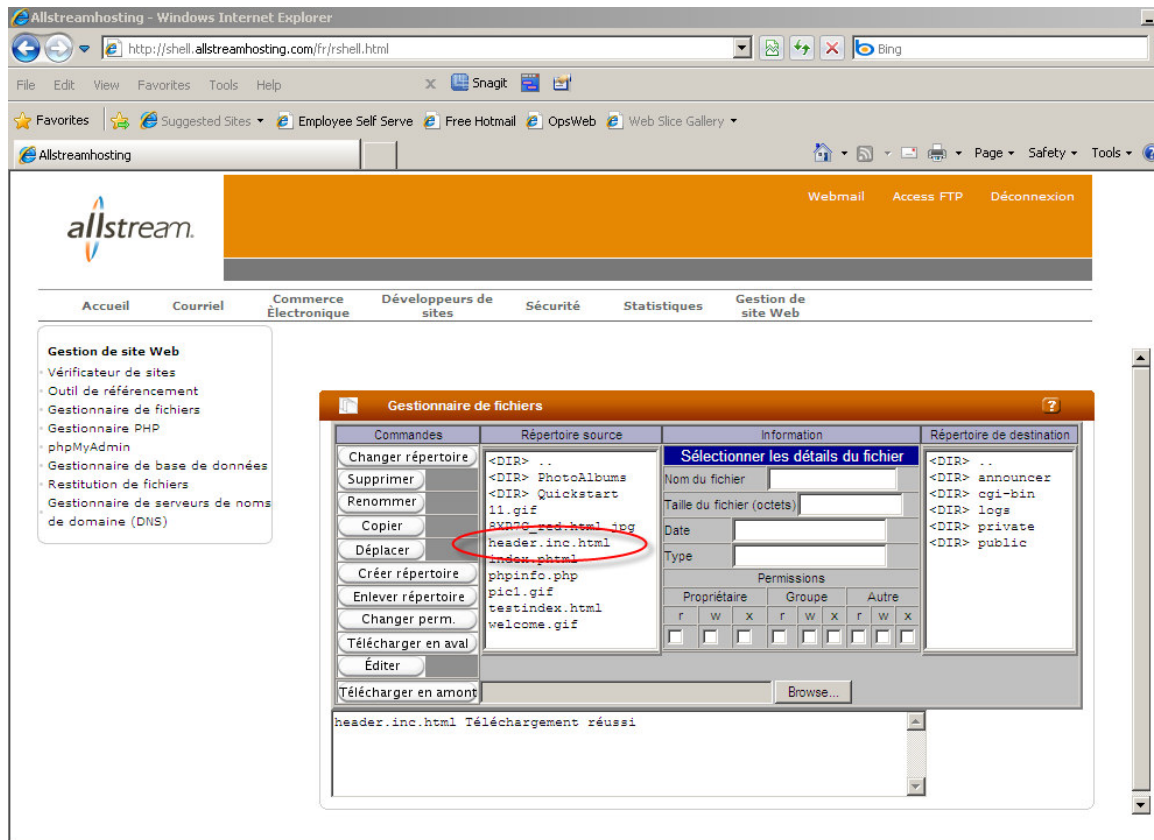 Allstreamhosting - Windows Internet Explorer
http://shell.allstreamhosting.com/fr/rshell.html
Bing
File Edit View Favorites Tools Help x Snagit
Favorites Suggested Sites Employee Self Serve Free Hotmail OpsWeb Web Slice Gallery
Allstreamhosting
Page Safety Tools
allstream.
Webmail Access FTP Déconnexion
Accueil Courriel Commerce Èlectronique Développeurs de sites Sécurité Statistiques Gestion de site Web
Gestion de site Web
Vérificateur de sites
Outil de référencement
Gestionnaire de fichiers
Gestionnaire PHP
phpMyAdmin
Gestionnaire de base de données
Restitution de fichiers
Gestionnaire de serveurs de noms
de domaine (DNS)
Gestionnaire de fichiers ?
Commandes Répertoire source Information Répertoire de destination
Changer répertoire
Supprimer
Renommer
Copier
Déplacer
Créer répertoire
Enlever répertoire
Changer perm.
Télécharger en aval
Éditer
Télécharger en amont
<DIR> ..
<DIR> PhotoAlbums
<DIR> Quickstart
11.gif
8XR7G_red.html.jpg
header.inc.html
index.phtml
phpinfo.php
pic1.gif
testindex.html
welcome.gif
Sélectionner les détails du fichier
Nom du fichier
Taille du fichier (octets)
Date
Type
Permissions
Propriétaire Groupe Autre
r w x r w x r w x
<DIR> ..
<DIR> announcer
<DIR> cgi-bin
<DIR> logs
<DIR> private
<DIR> public
Browse...
header.inc.html Téléchargement réussi